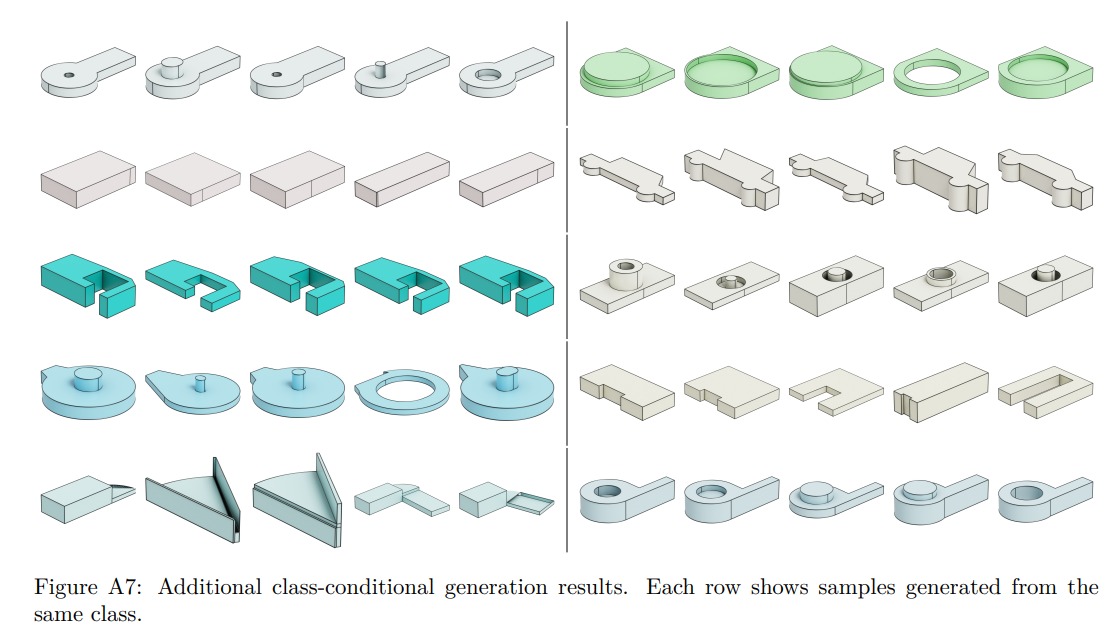 Figure A7: Additional class-conditional generation results. Each row shows samples generated from the
same class.